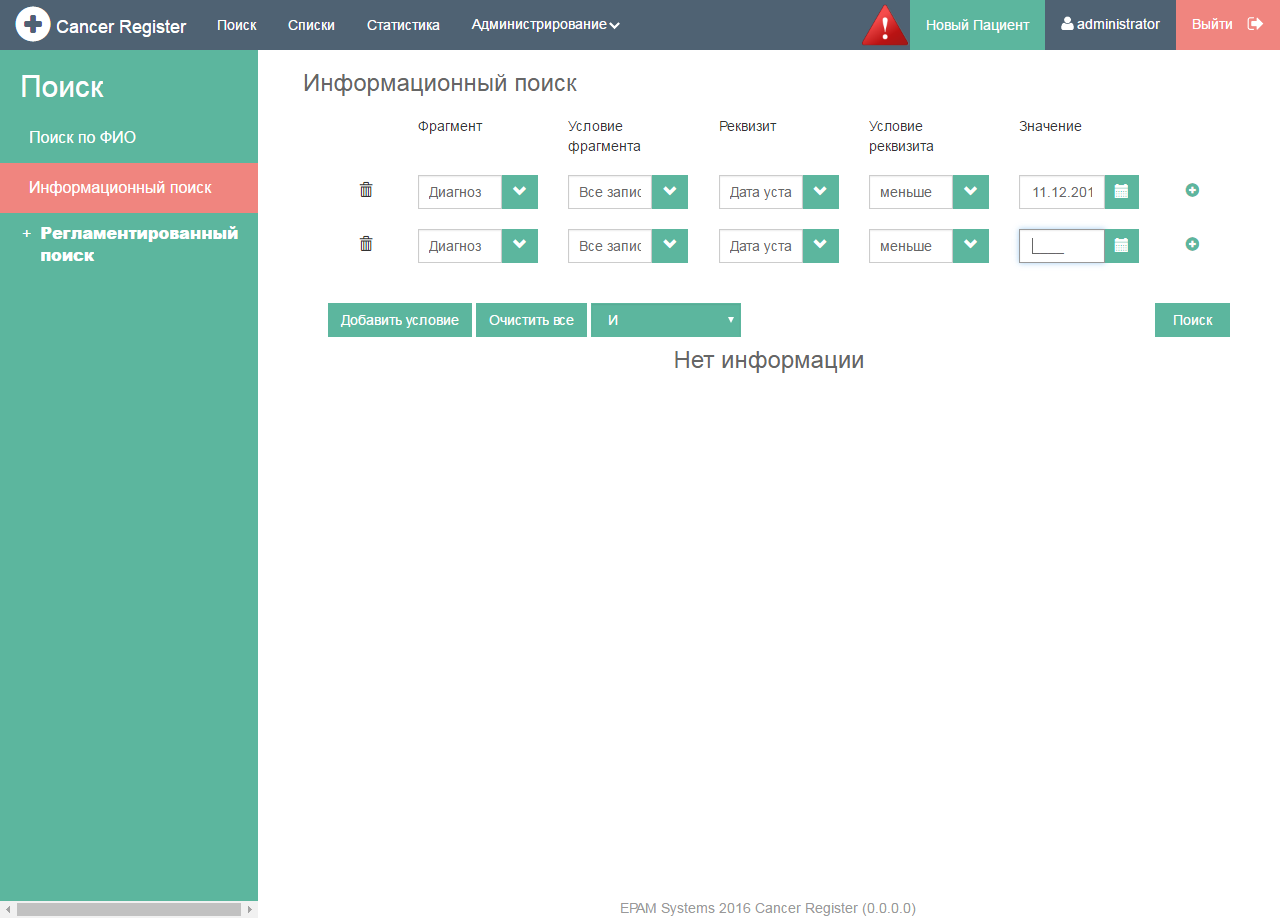 Cancer Register Поиск Списки Статистика Администрирование Новый Пациент administrator Выйти
Поиск
Поиск по ФИО
Информационный поиск
+ Регламентированный
поиск
Информационный поиск
Фрагмент Условие фрагмента Реквизит Условие реквизита Значение
Диагноз Все запис Дата уста меньше 11.12.201
Диагноз Все запис Дата уста меньше
Добавить условие Очистить все И Поиск
Нет информации
EPAM Systems 2016 Cancer Register (0.0.0.0)